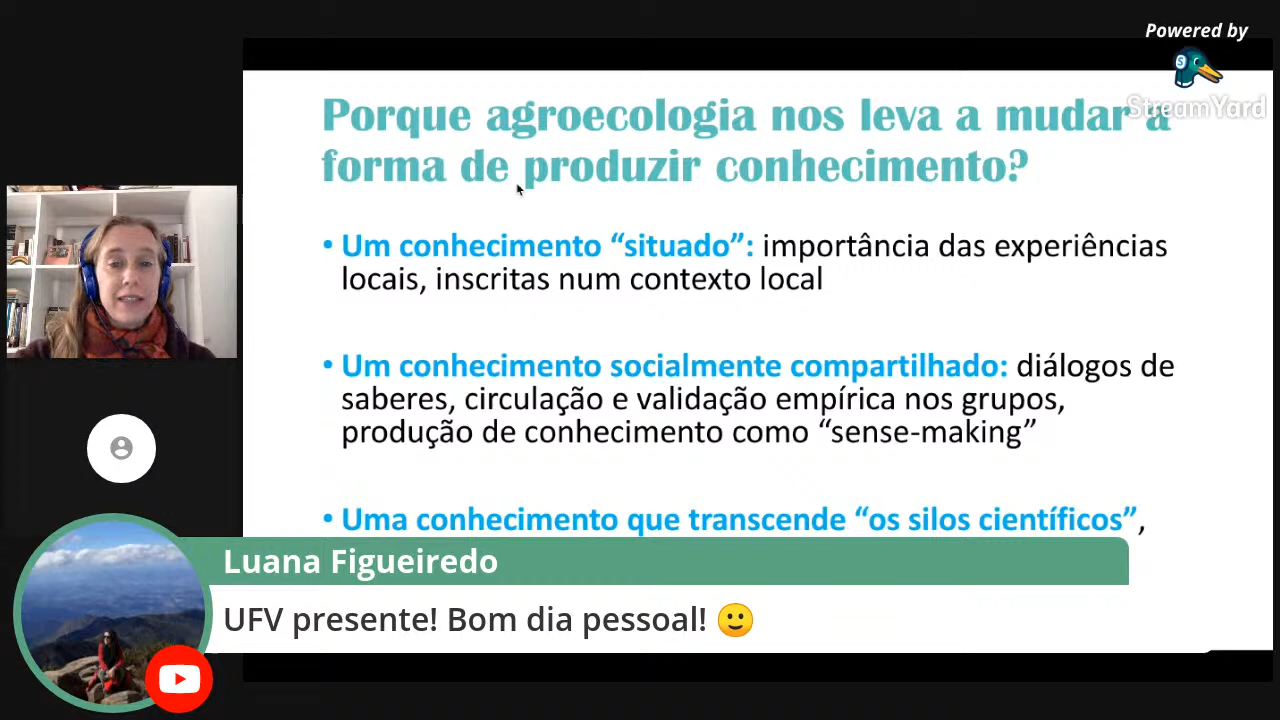 Powered by
StreamYard
Porque agroecologia nos leva a mudar a
forma de produzir conhecimento?
• Um conhecimento “situado”: importância das experiências
locais, inscritas num contexto local
• Um conhecimento socialmente compartilhado: diálogos de
saberes, circulação e validação empírica nos grupos,
produção de conhecimento como “sense-making”
• Uma conhecimento que transcende “os silos científicos”,
Luana Figueiredo
UFV presente! Bom dia pessoal! 🙂